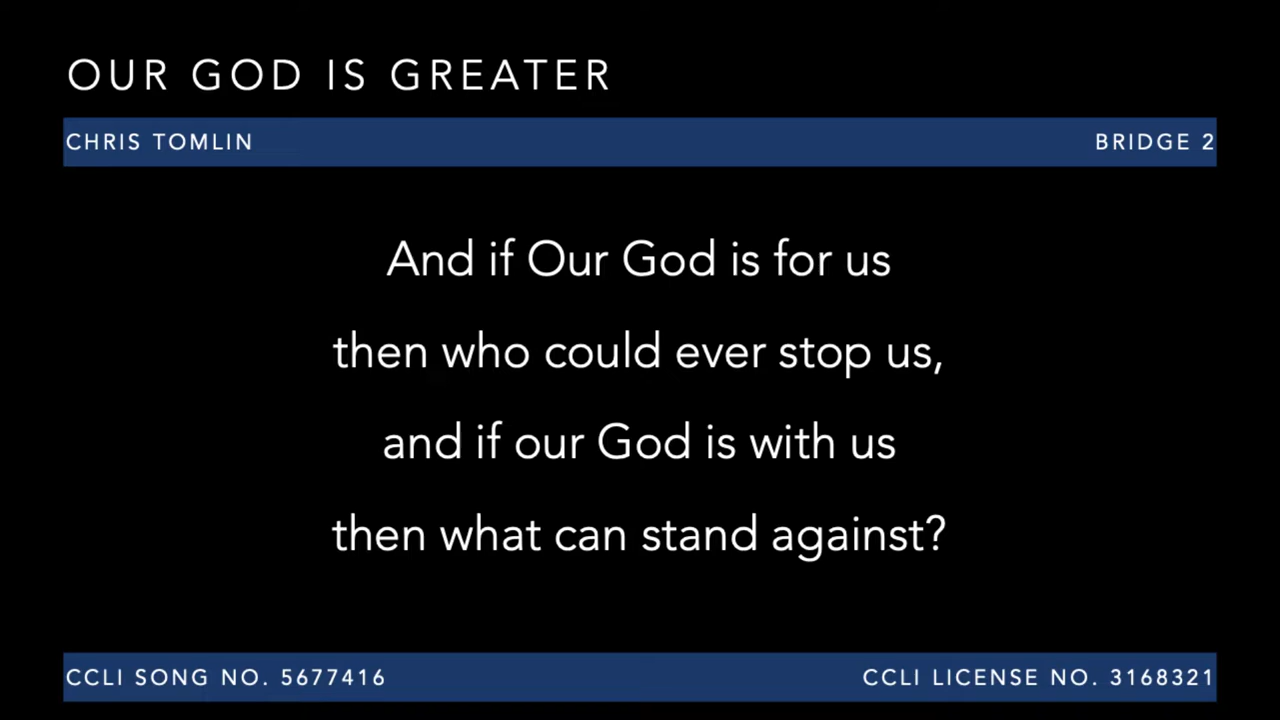 OUR GOD IS GREATER
CHRIS TOMLIN
BRIDGE 2
And if Our God is for us
then who could ever stop us,
and if our God is with us
then what can stand against?
CCLI SONG NO. 5677416
CCLI LICENSE NO. 3168321